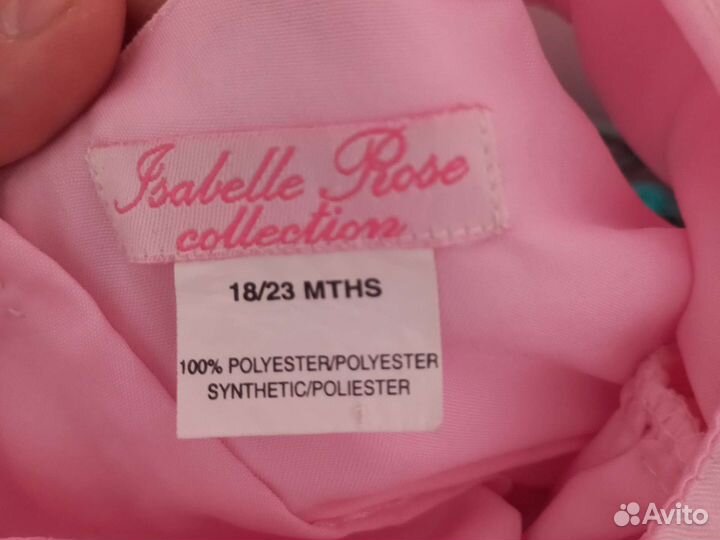 Isabelle Rose
collection
18/23 MTHS
100% POLYESTER/POLYESTER
SYNTHETIC/POLIESTER
Avito